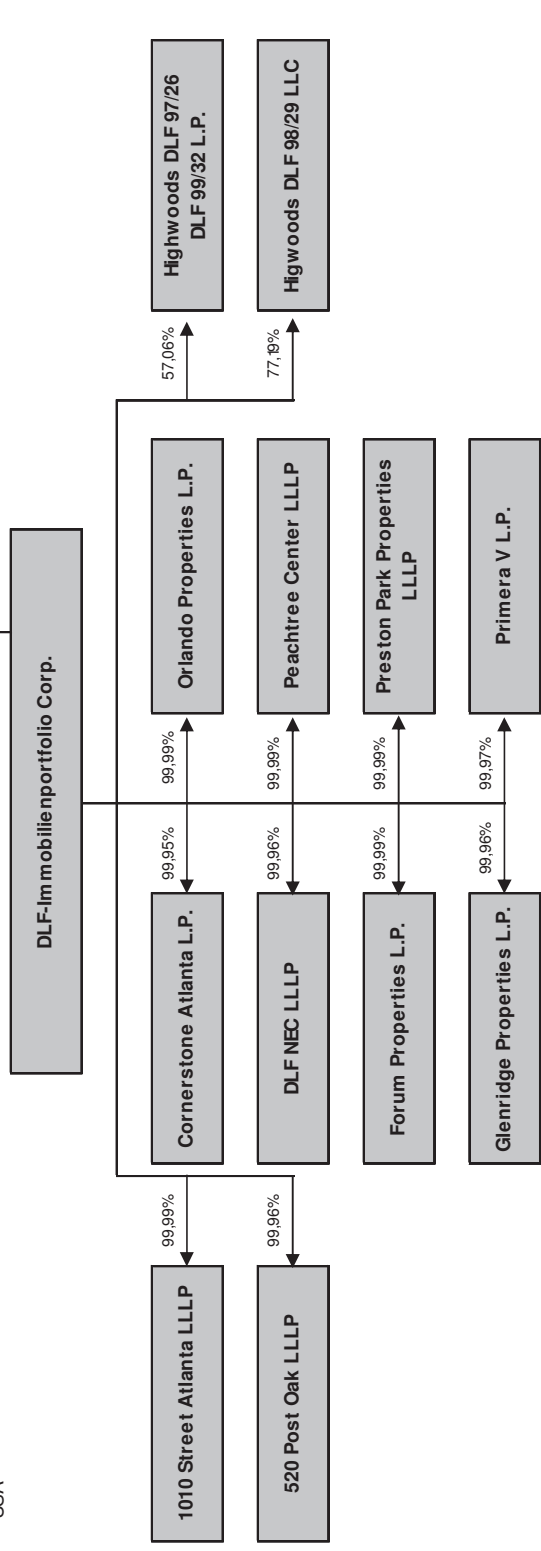 USA
DLF-Immobilienportfolio Corp.
1010 Street Atlanta LLLP
99,99%
Cornerstone Atlanta L.P.
99,95%
99,99%
Orlando Properties L.P.
57,06%
Highwoods DLF 97/26
DLF 99/32 L.P.
520 Post Oak LLLP
99,96%
DLF NEC LLLP
99,96%
99,99%
Peachtree Center LLLP
77,19%
Higwoods DLF 98/29 LLC
Forum Properties L.P.
99,99%
99,99%
Preston Park Properties
LLLP
Glenridge Properties L.P.
99,96%
99,97%
Primera V L.P.